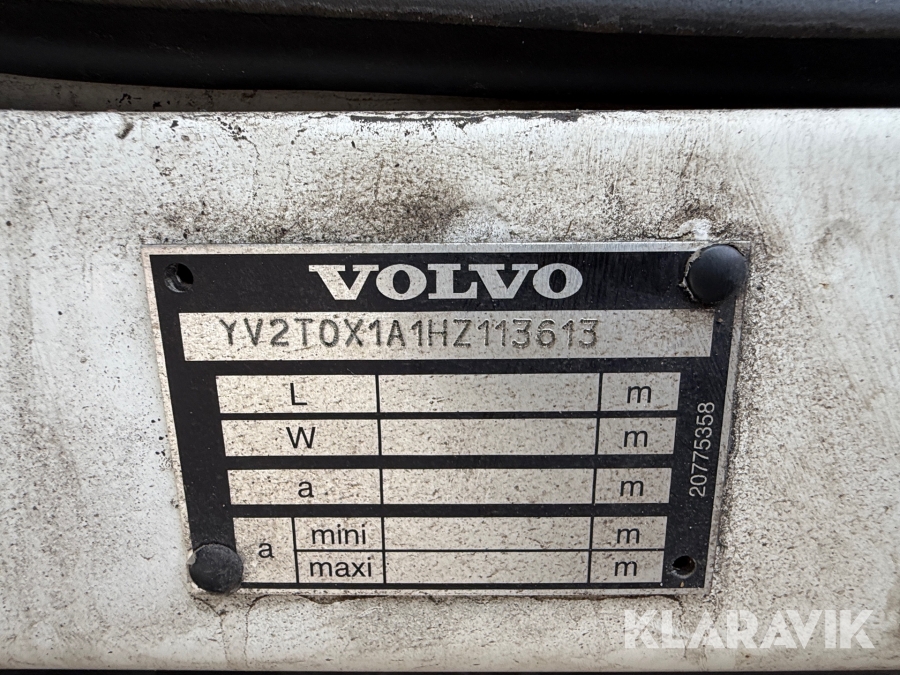 VOLVO
YV2T0X1A1HZ113613
L m
W m
a m
a mini m
maxi m
20775358
KLARAVIK